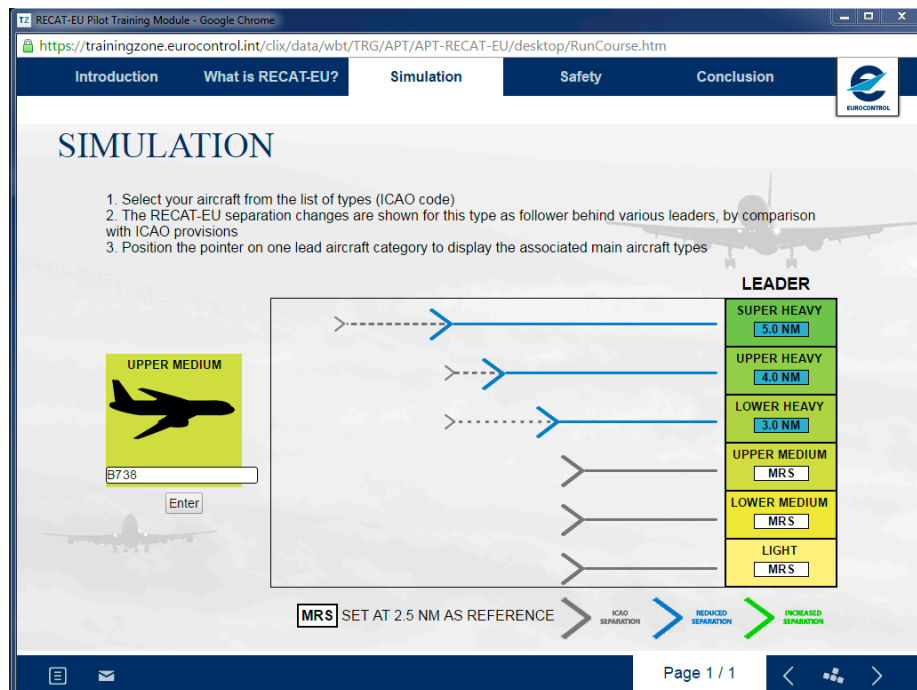 RECAT-EU Pilot Training Module - Google Chrome
https://trainingzone.eurocontrol.int/clix/data/wbt/TRG/APT/APT-RECAT-EU/desktop/RunCourse.htm
Introduction What is RECAT-EU? Simulation Safety Conclusion
EUROCONTROL
SIMULATION
1. Select your aircraft from the list of types (ICAO code)
2. The RECAT-EU separation changes are shown for this type as follower behind various leaders, by comparison
with ICAO provisions
3. Position the pointer on one lead aircraft category to display the associated main aircraft types
LEADER
SUPER HEAVY
5.0 NM
UPPER HEAVY
4.0 NM
LOWER HEAVY
3.0 NM
UPPER MEDIUM
MRS
LOWER MEDIUM
MRS
LIGHT
MRS
UPPER MEDIUM
B738
Enter
MRS SET AT 2.5 NM AS REFERENCE
ICAO
SEPARATION
REDUCED
SEPARATION
INCREASED
SEPARATION
Page 1 / 1